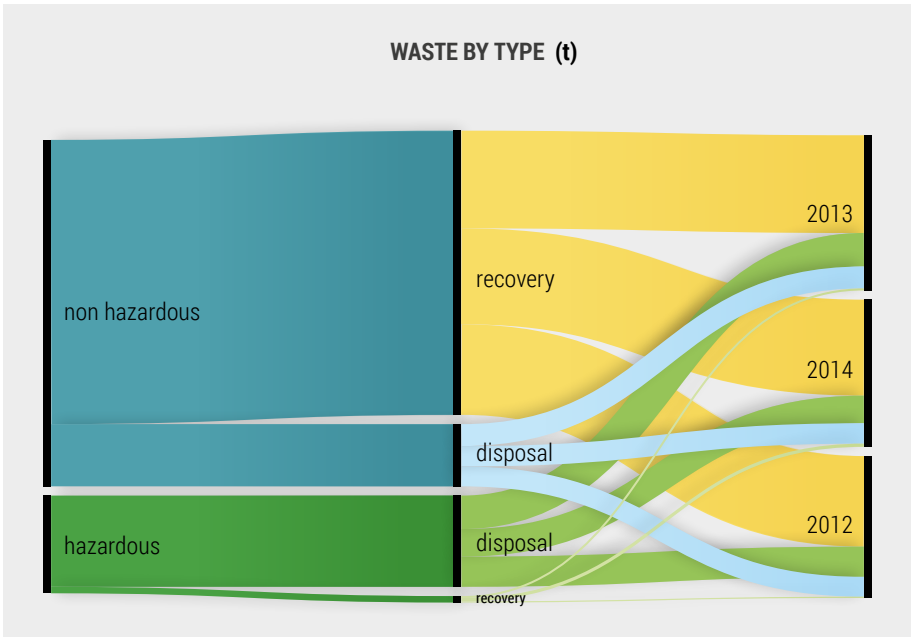 WASTE BY TYPE (t)
2013
recovery
non hazardous
2014
disposal
2012
hazardous
disposal
recovery